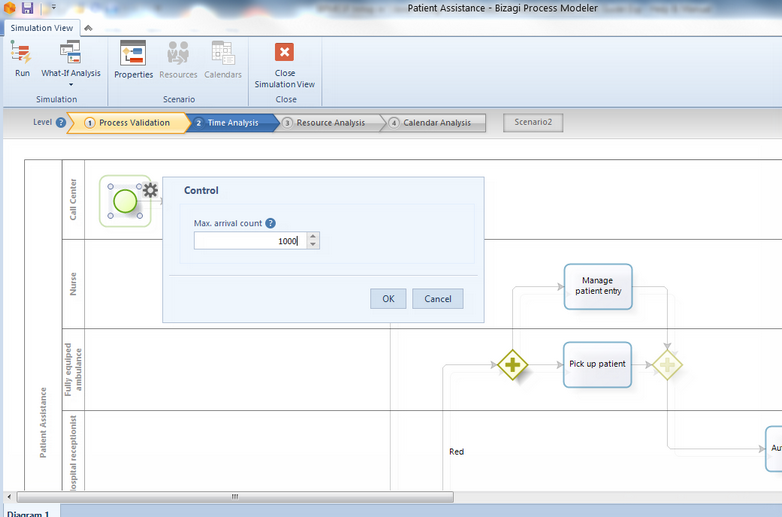 Patient Assistance - Bizagi Process Modeler
Simulation View
Run
What-If Analysis
Properties
Resources
Calendars
Close
Simulation View
Simulation
Scenario
Close
Level ?
1 Process Validation
2 Time Analysis
3 Resource Analysis
4 Calendar Analysis
Scenario2
Call Center
Control
Max. arrival count ?
1000
OK
Cancel
Nurse
Manage
patient entry
Fully equiped
ambulance
Pick up patient
Patient Assistance
ospital receptionist
Red
Au
Diagram 1